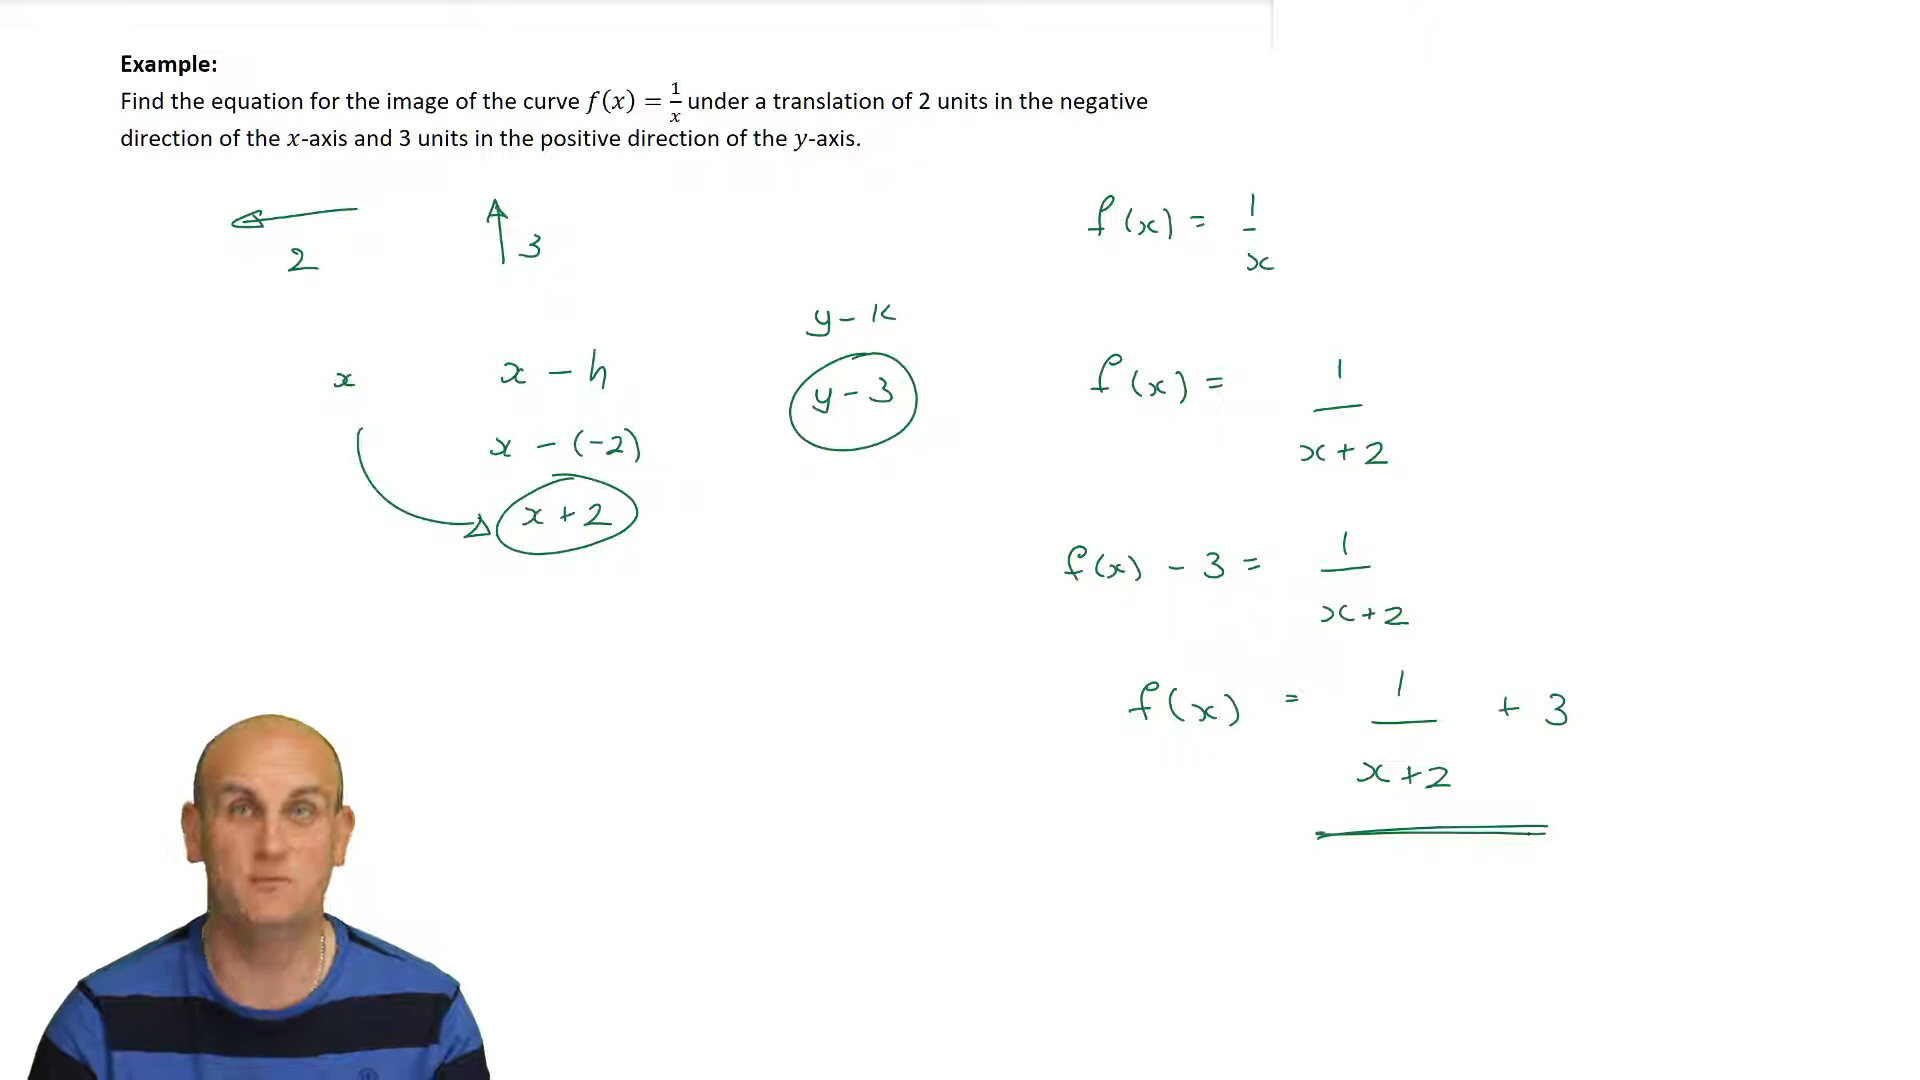 Example:
Find the equation for the image of the curve f(x) = 1/x under a translation of 2 units in the negative
direction of the x-axis and 3 units in the positive direction of the y-axis.
2
3
x
x - h
x - (-2)
x + 2
y - k
y - 3
f(x) = 1/x
f(x) = 1/(x+2)
f(x) - 3 = 1/(x+2)
f(x) = 1/(x+2) + 3